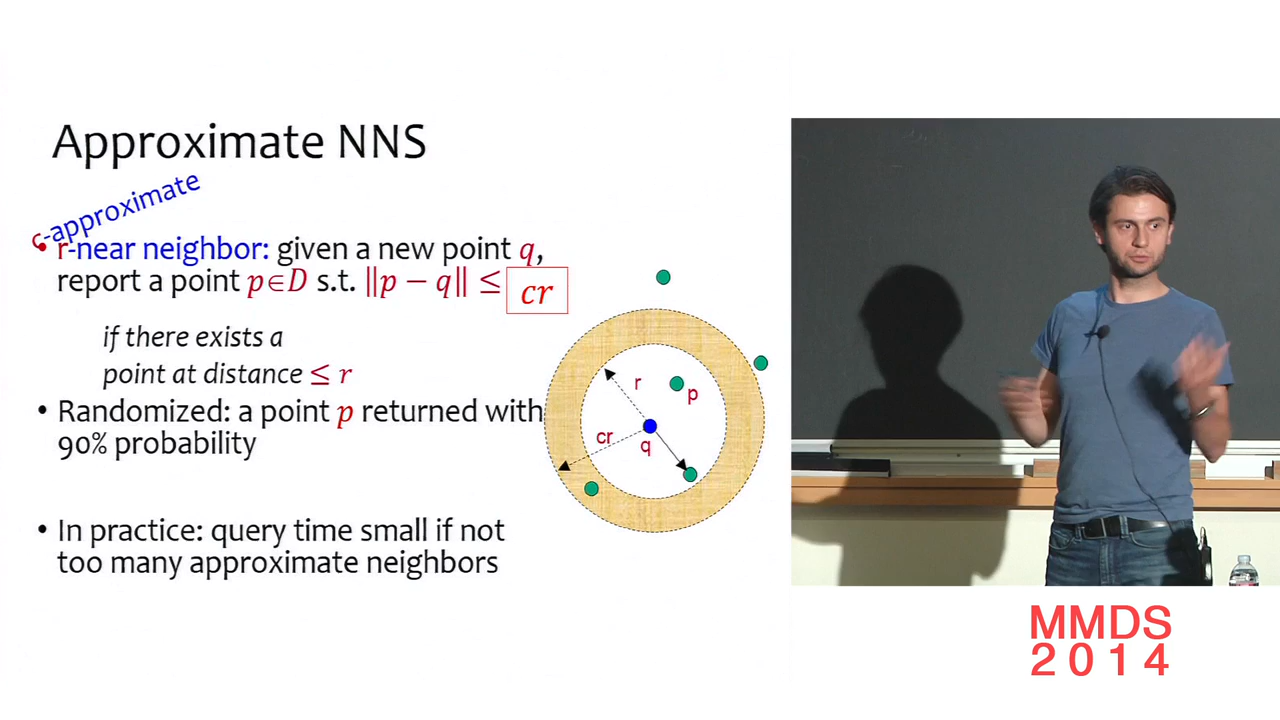 Approximate NNS
c-approximate
• r-near neighbor: given a new point q,
report a point p∈D s.t. ‖p − q‖ ≤ cr
if there exists a
point at distance ≤ r
• Randomized: a point p returned with
90% probability
• In practice: query time small if not
too many approximate neighbors
r
p
cr
q
MMDS
2014